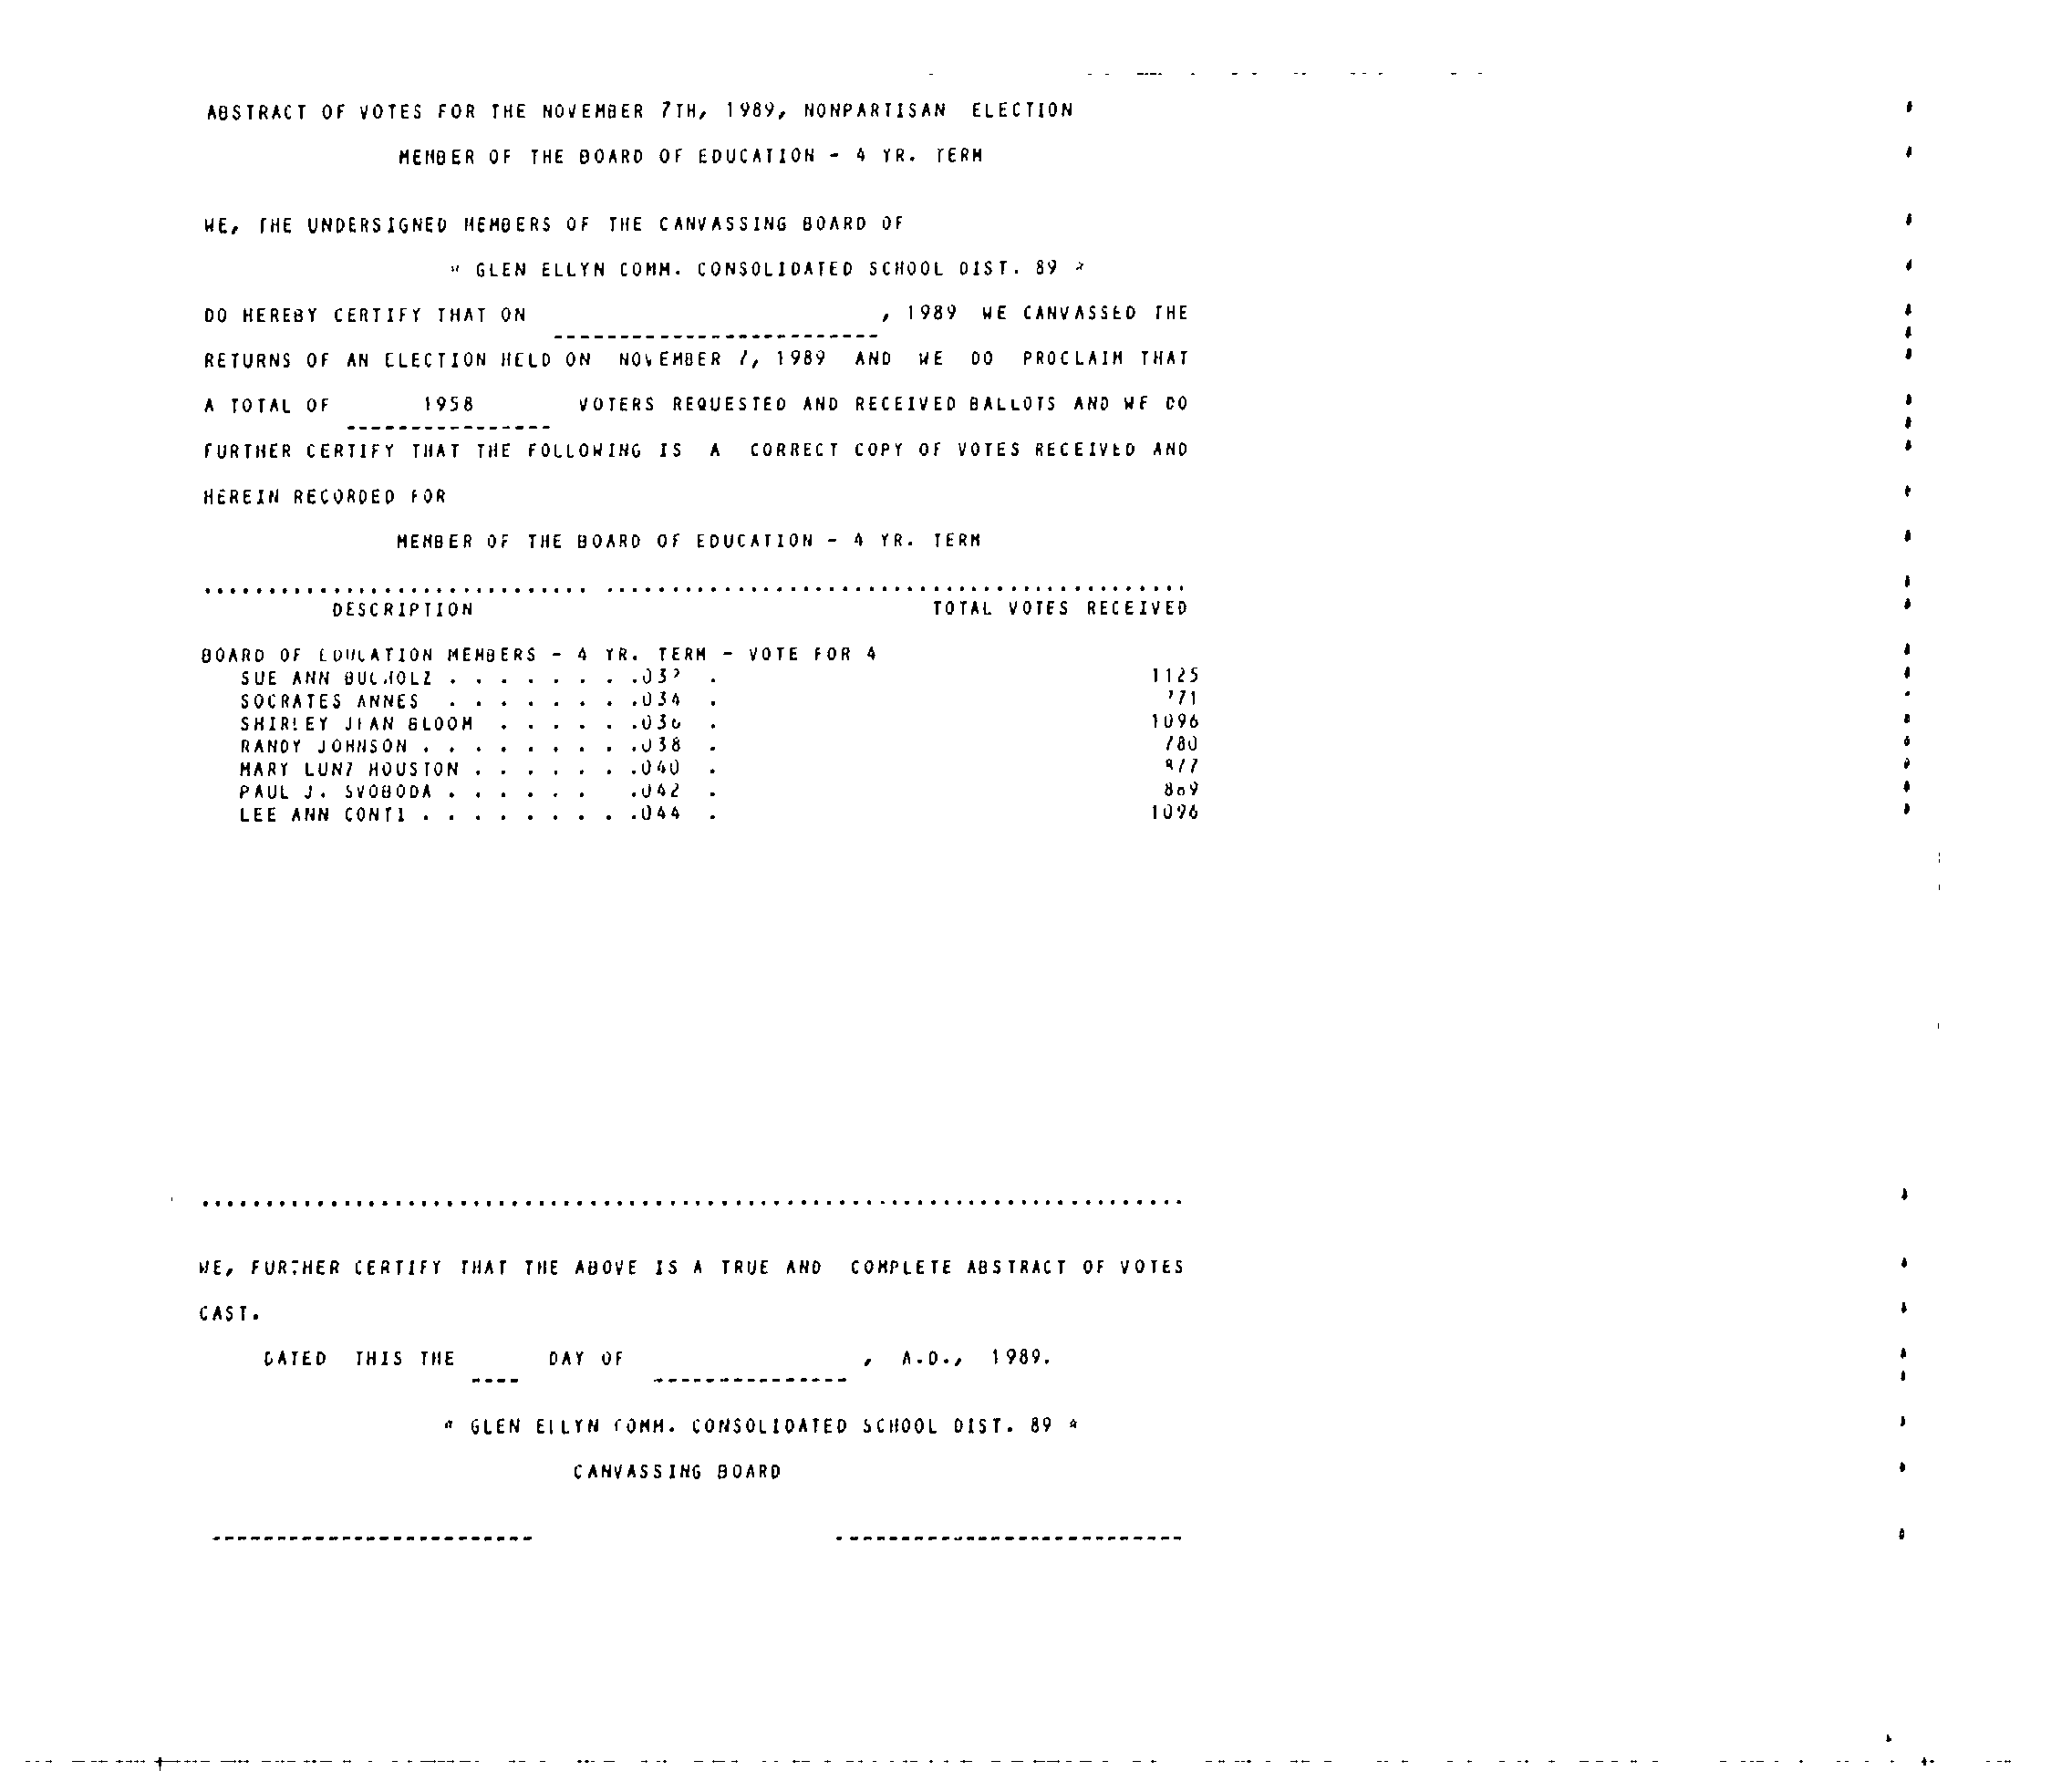 ABSTRACT OF VOTES FOR THE NOVEMBER 7TH, 1989, NONPARTISAN ELECTION
MEMBER OF THE BOARD OF EDUCATION - 4 YR. TERM
WE, THE UNDERSIGNED MEMBERS OF THE CANVASSING BOARD OF
* GLEN ELLYN COMM. CONSOLIDATED SCHOOL DIST. 89 *
DO HEREBY CERTIFY THAT ON , 1989 WE CANVASSED THE
RETURNS OF AN ELECTION HELD ON NOVEMBER 7, 1989 AND WE DO PROCLAIM THAT
A TOTAL OF 1958 VOTERS REQUESTED AND RECEIVED BALLOTS AND WE DO
FURTHER CERTIFY THAT THE FOLLOWING IS A CORRECT COPY OF VOTES RECEIVED AND
HEREIN RECORDED FOR
MEMBER OF THE BOARD OF EDUCATION - 4 YR. TERM
DESCRIPTION TOTAL VOTES RECEIVED
BOARD OF EDUCATION MEMBERS - 4 YR. TERM - VOTE FOR 4
SUE ANN BUCHOLZ . . . . . . . .032 . 1125
SOCRATES ANNES . . . . . . . .034 .
SHIRLEY JEAN BLOOM . . . . . .036 . 1096
RANDY JOHNSON . . . . . . . . .038 . 780
MARY LUNZ HOUSTON . . . . . . .040 .
PAUL J. SVOBODA . . . . . . .042 . 869
LEE ANN CONTI . . . . . . . . .044 . 1096
WE, FURTHER CERTIFY THAT THE ABOVE IS A TRUE AND COMPLETE ABSTRACT OF VOTES
CAST.
DATED THIS THE DAY OF , A.D., 1989.
* GLEN ELLYN COMM. CONSOLIDATED SCHOOL DIST. 89 *
CANVASSING BOARD